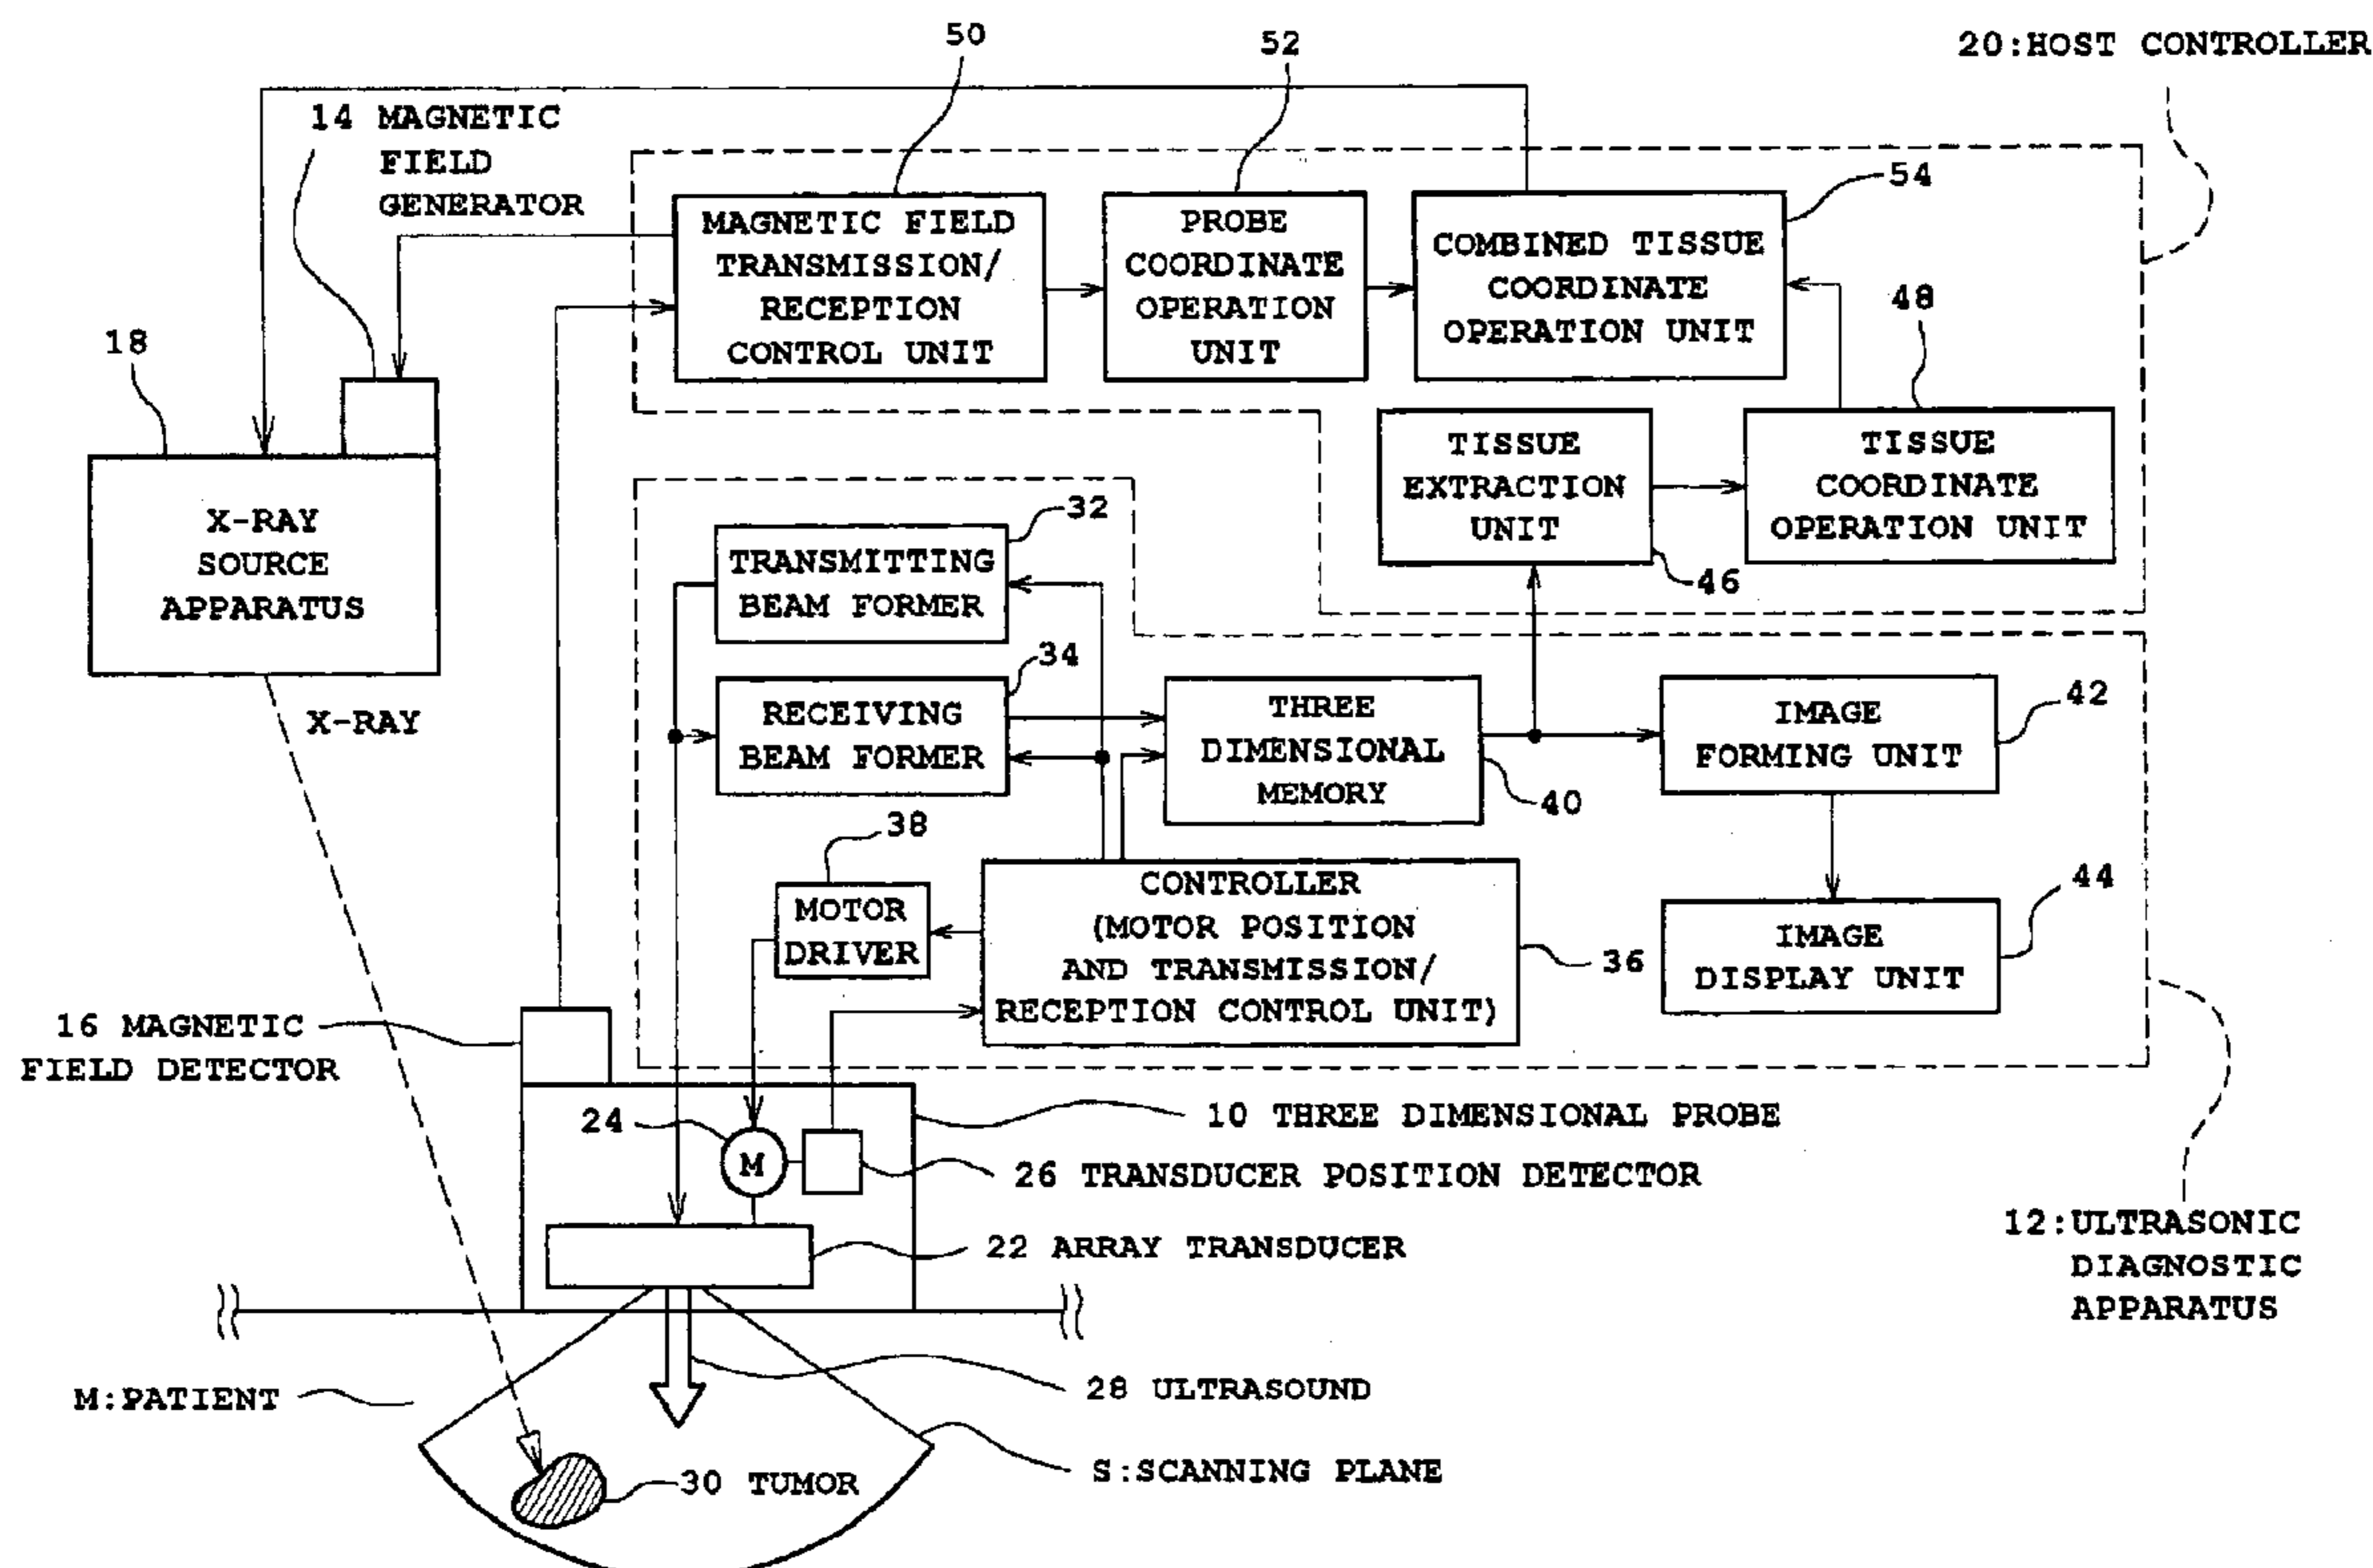 50
52
20:HOST CONTROLLER
14 MAGNETIC
FIELD
GENERATOR
54
MAGNETIC FIELD
TRANSMISSION/
RECEPTION
CONTROL UNIT
PROBE
COORDINATE
OPERATION
UNIT
COMBINED TISSUE
COORDINATE
OPERATION UNIT
48
18
TISSUE
EXTRACTION
UNIT
TISSUE
COORDINATE
OPERATION UNIT
46
X-RAY
SOURCE
APPARATUS
32
TRANSMITTING
BEAM FORMER
34
RECEIVING
BEAM FORMER
THREE
DIMENSIONAL
MEMORY
40
IMAGE
FORMING UNIT
42
X-RAY
38
MOTOR
DRIVER
CONTROLLER
(MOTOR POSITION
AND TRANSMISSION/
RECEPTION CONTROL UNIT)
36
44
IMAGE
DISPLAY UNIT
16 MAGNETIC
FIELD DETECTOR
24
M
10 THREE DIMENSIONAL PROBE
26 TRANSDUCER POSITION DETECTOR
22 ARRAY TRANSDUCER
12:ULTRASONIC
DIAGNOSTIC
APPARATUS
M:PATIENT
28 ULTRASOUND
S:SCANNING PLANE
30 TUMOR